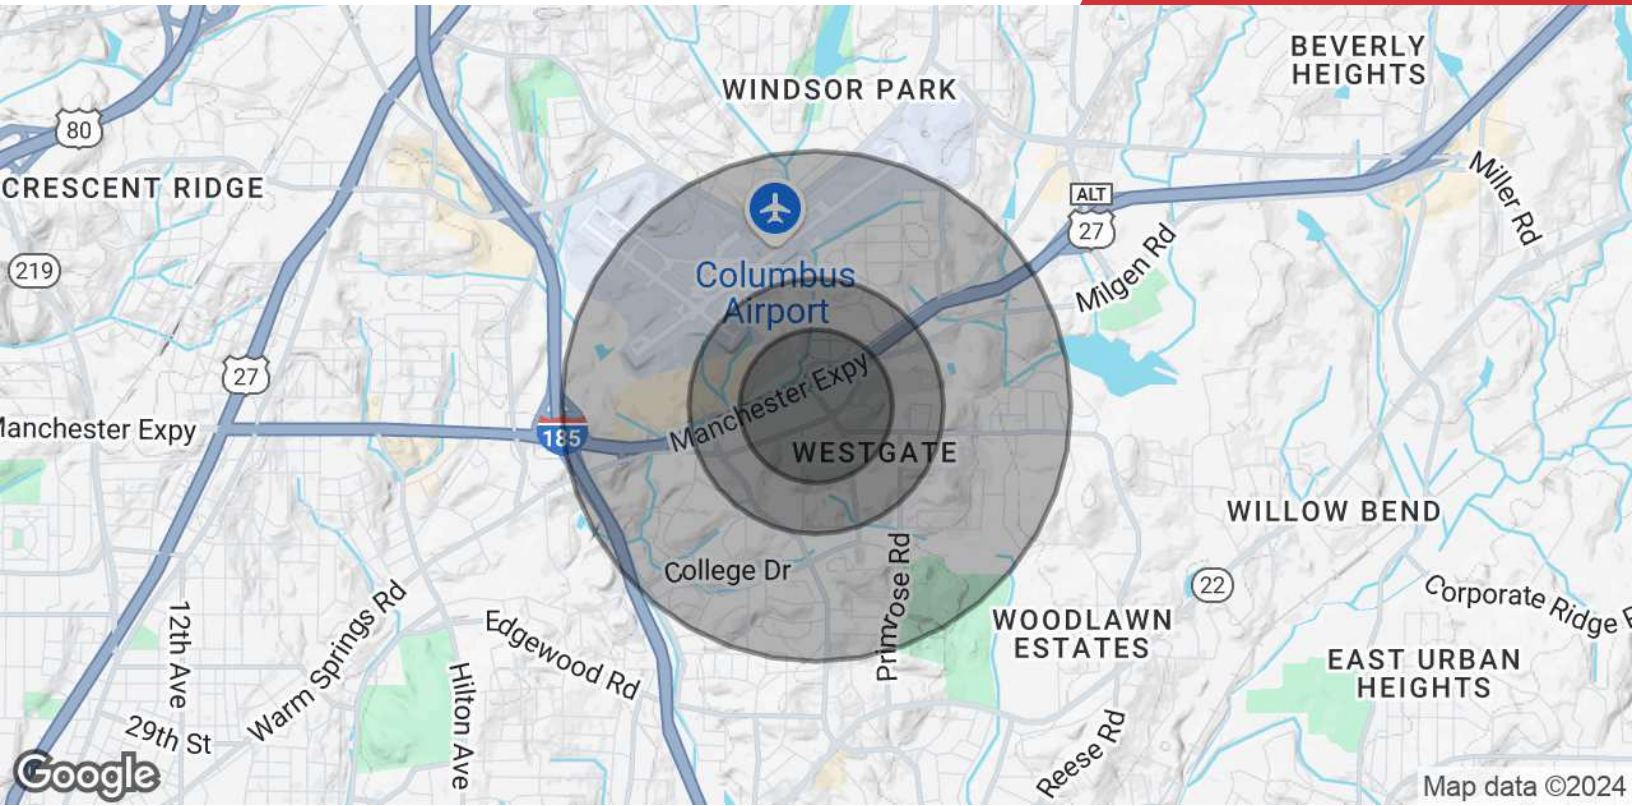 BEVERLY
HEIGHTS
WINDSOR PARK
80
CRESCENT RIDGE
Miller Rd
ALT
27
219
Columbus
Airport
Milgen Rd
27
Manchester Expy
Manchester Expy
185
WESTGATE
WILLOW BEND
College Dr
Primrose Rd
22
Corporate Ridge
12th Ave
Warm Springs Rd
Edgewood Rd
WOODLAWN
ESTATES
EAST URBAN
HEIGHTS
Hilton Ave
29th St
Reese Rd
Google
Map data ©2024